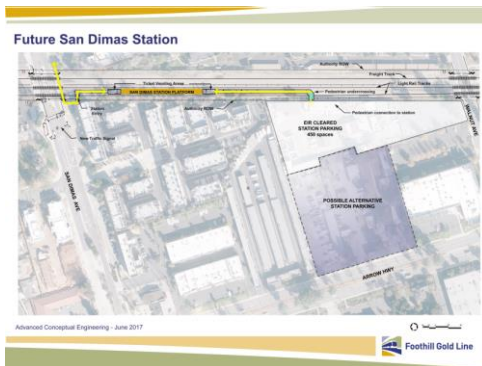 Future San Dimas Station
Authority ROW
Freight Track
Light Rail Tracks
Ticket Vending Areas
SAN DIMAS STATION PLATFORM
Pedestrian undercrossing
Station
Entry
Authority ROW
Pedestrian connection to station
New Traffic Signal
EIR CLEARED
STATION PARKING
450 spaces
WALNUT AVE
SAN DIMAS AVE
POSSIBLE ALTERNATIVE
STATION PARKING
ARROW HWY
Advanced Conceptual Engineering - June 2017
Foothill Gold Line